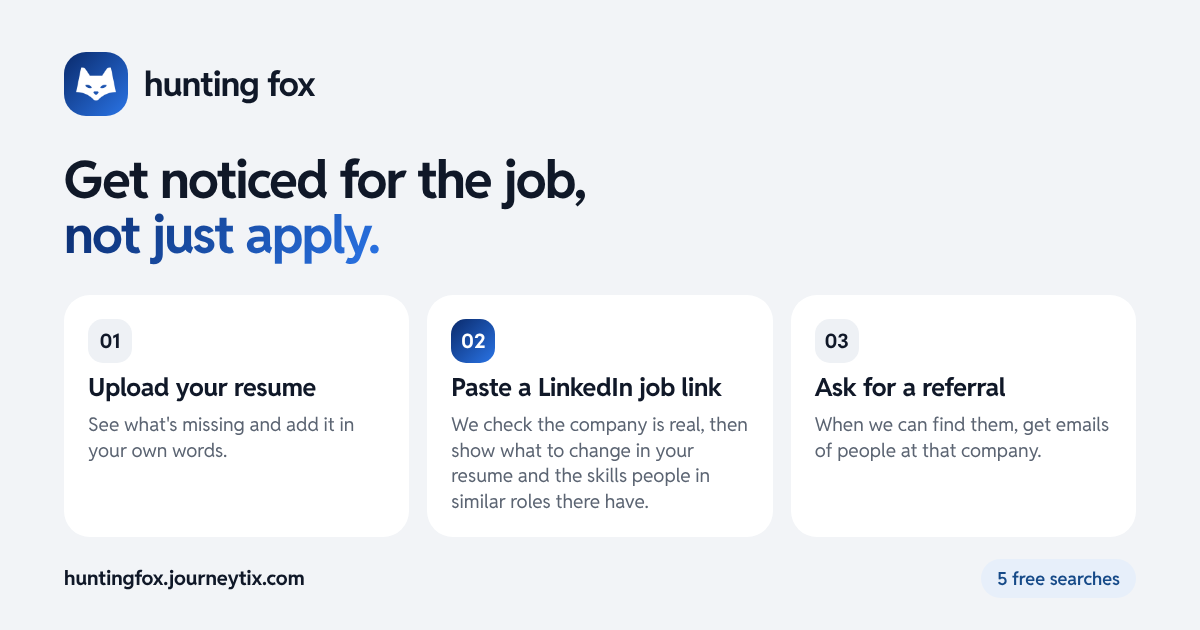 hunting fox
Get noticed for the job,
not just apply.
01
Upload your resume
See what's missing and add it in
your own words.
02
Paste a LinkedIn job link
We check the company is real, then
show what to change in your
resume and the skills people in
similar roles there have.
03
Ask for a referral
When we can find them, get emails
of people at that company.
huntingfox.journeytix.com
5 free searches